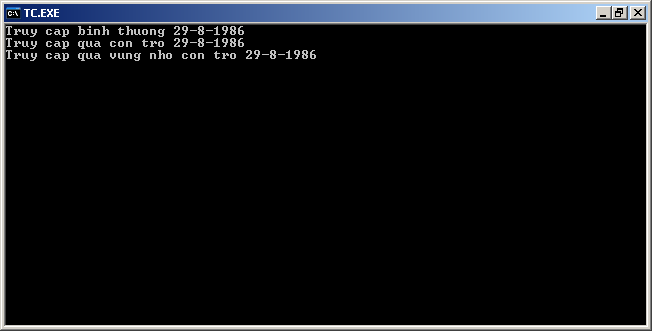 C:\ TC.EXE
Truy cap binh thuong 29-8-1986
Truy cap qua con tro 29-8-1986
Truy cap qua vung nho con tro 29-8-1986